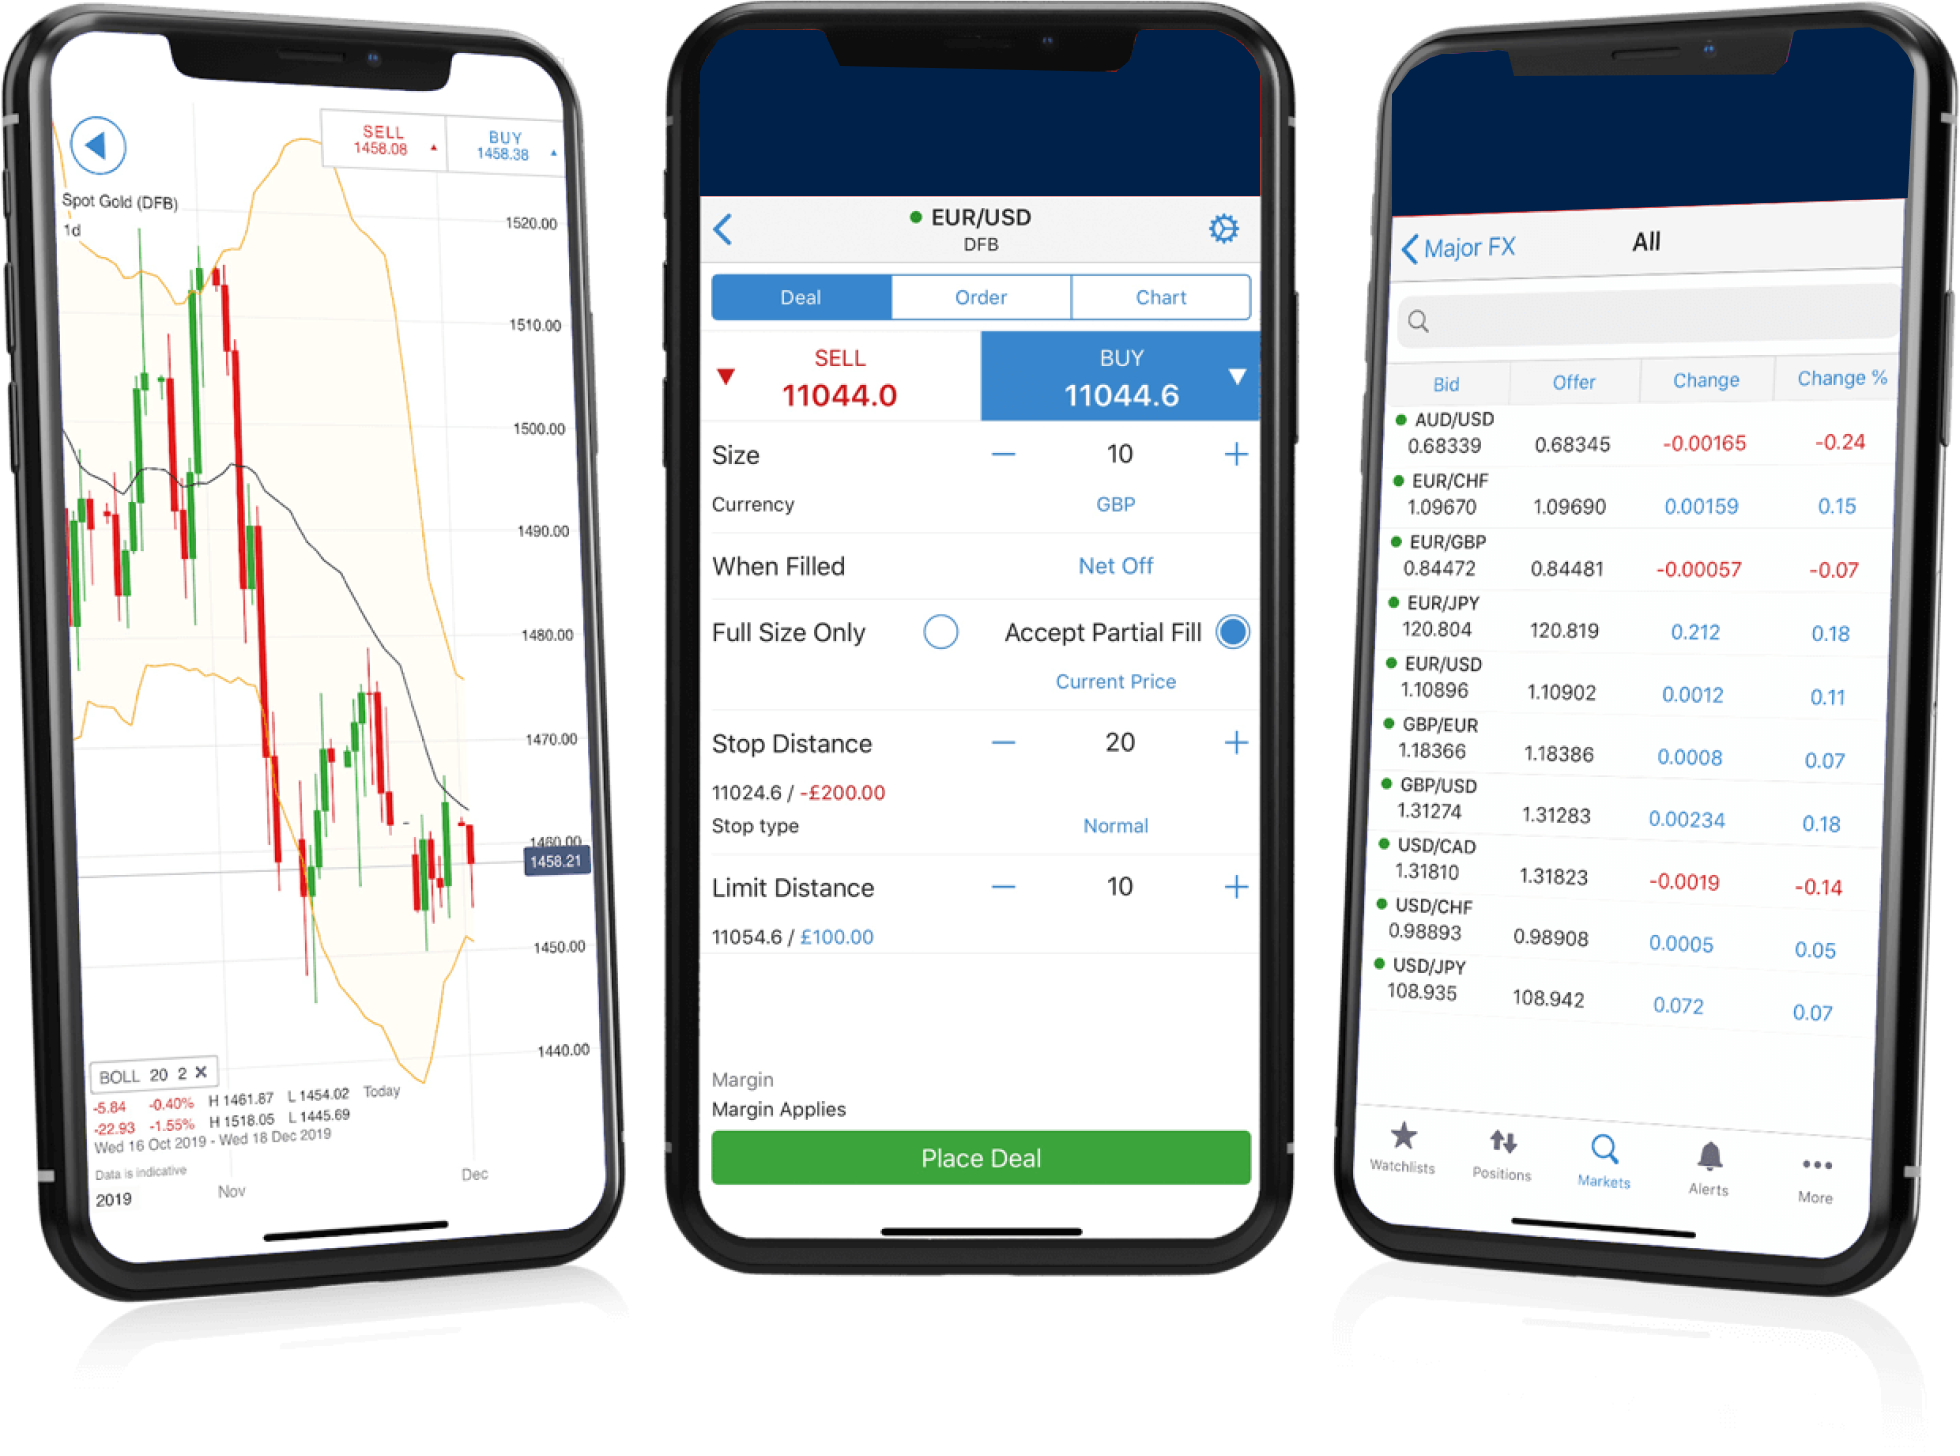 SELL
1458.08
BUY
1458.38
Spot Gold (DFB)
1d
1520.00
1510.00
1500.00
1490.00
1480.00
1470.00
1460.00
1458.21
1450.00
1440.00
BOLL 20 2 X
-5.84 -0.40% H 1461.87 L 1454.02 Today
-22.93 -1.55% H 1518.05 L 1445.69
Wed 16 Oct 2019 - Wed 18 Dec 2019
Data is indicative
2019 Nov Dec
EUR/USD
DFB
Deal Order Chart
SELL
11044.0
BUY
11044.6
Size 10
Currency GBP
When Filled Net Off
Full Size Only Accept Partial Fill
Current Price
Stop Distance 20
11024.6 / -£200.00
Stop type Normal
Limit Distance 10
11054.6 / £100.00
Margin
Margin Applies
Place Deal
Major FX All
Bid Offer Change Change %
AUD/USD
0.68339 0.68345 -0.00165 -0.24
EUR/CHF
1.09670 1.09690 0.00159 0.15
EUR/GBP
0.84472 0.84481 -0.00057 -0.07
EUR/JPY
120.804 120.819 0.212 0.18
EUR/USD
1.10896 1.10902 0.0012 0.11
GBP/EUR
1.18366 1.18386 0.0008 0.07
GBP/USD
1.31274 1.31283 0.00234 0.18
USD/CAD
1.31810 1.31823 -0.0019 -0.14
USD/CHF
0.98893 0.98908 0.0005 0.05
USD/JPY
108.935 108.942 0.072 0.07
Watchlists Positions Markets Alerts More